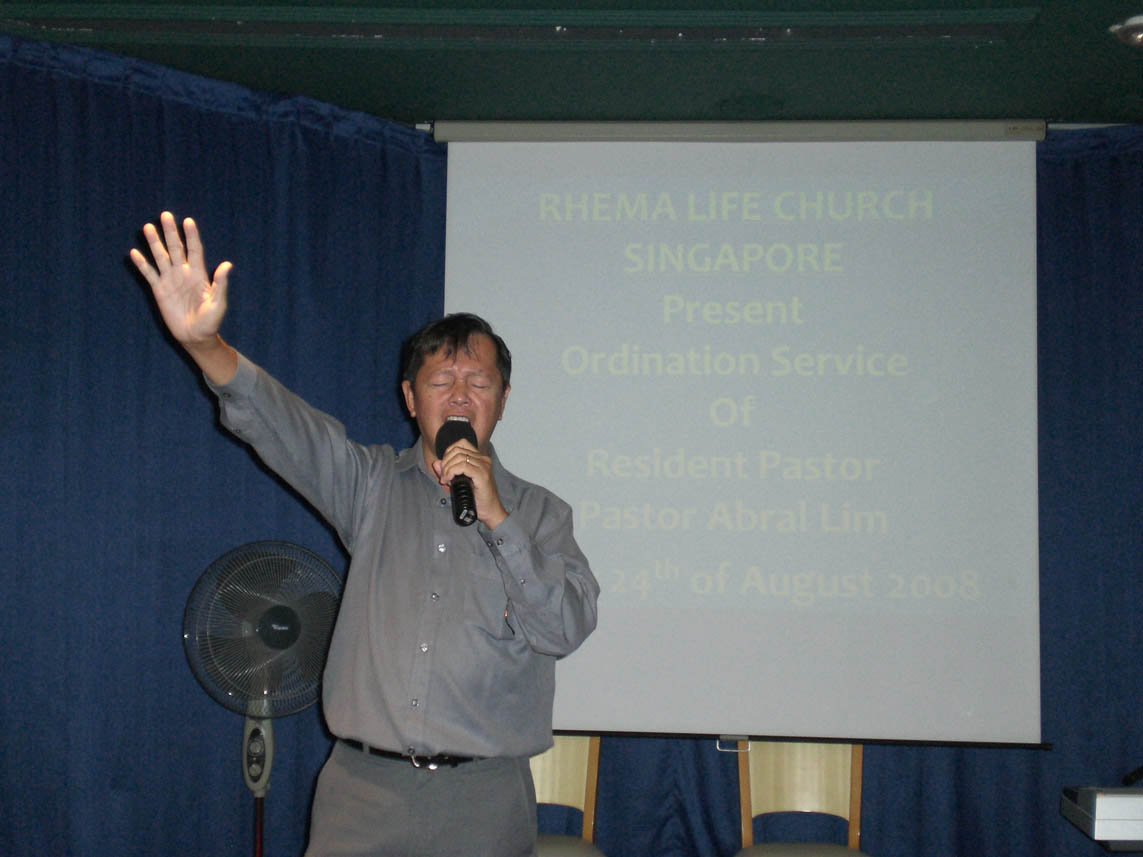 RHEMA LIFE CHURCH
SINGAPORE
Present
Ordination Service
Of
Resident Pastor
Pastor Abral Lim
24th of August 2008